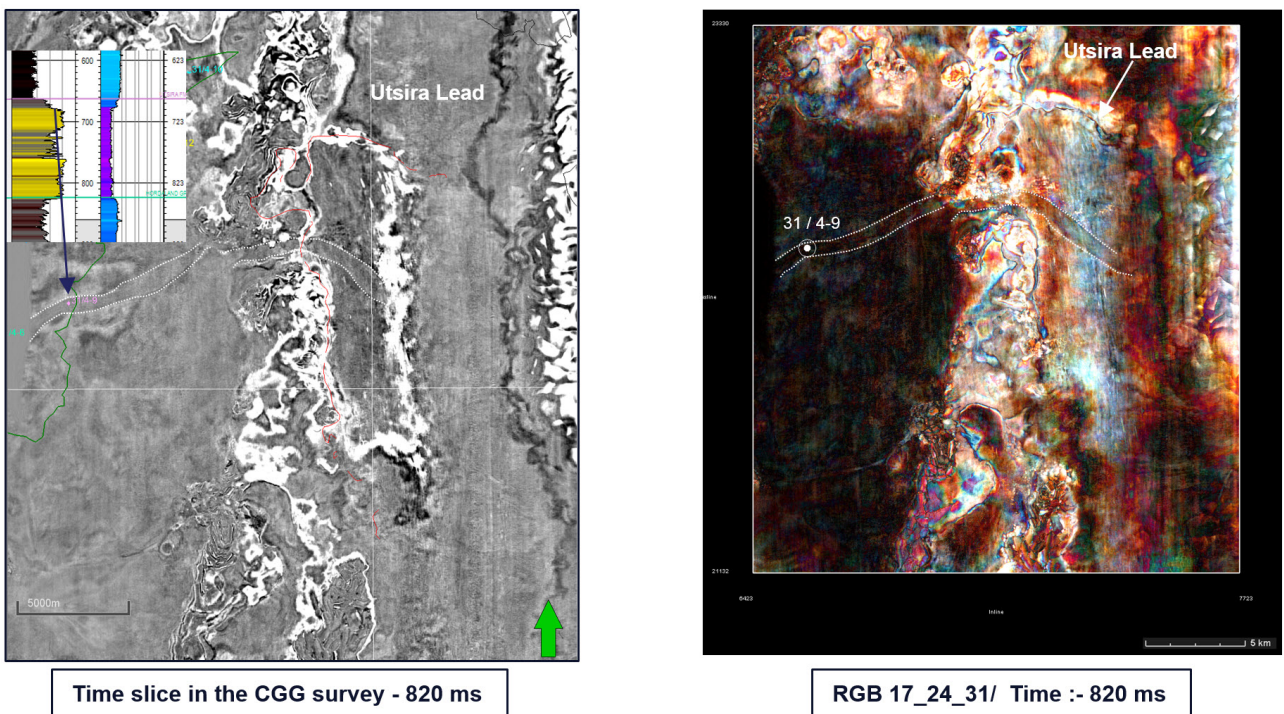 Utsira Lead
600
623
700
723
800
823
5000m
Time slice in the CGG survey - 820 ms
23330
Utsira Lead
31 / 4-9
21132
6423
7723
Inline
5 km
RGB 17_24_31/ Time :- 820 ms